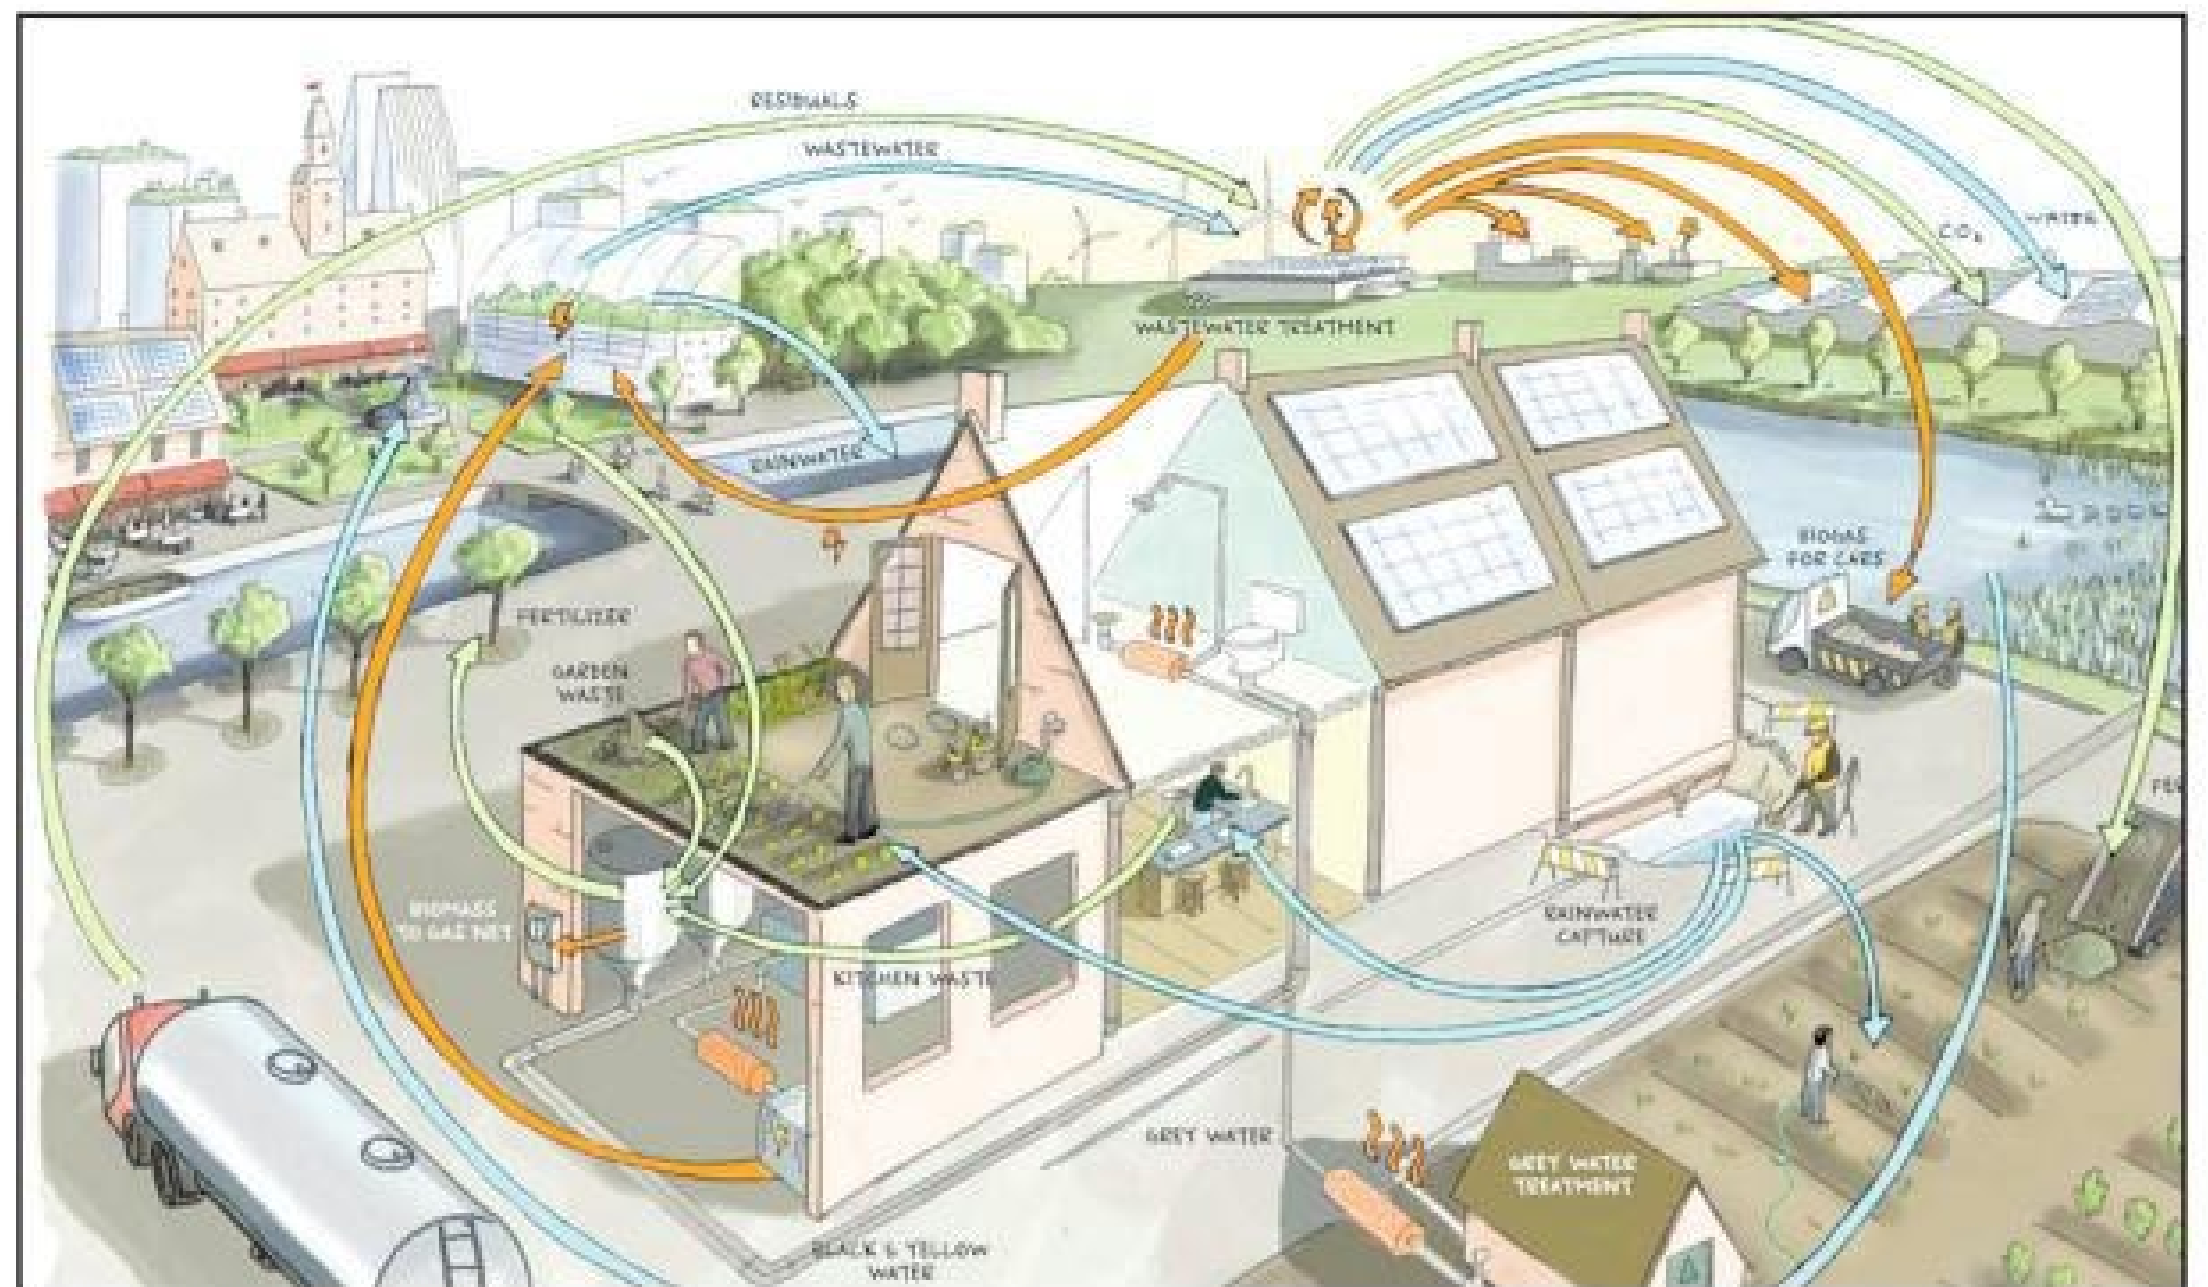 RESIDUALS
WASTEWATER
CO₂
WATER
WASTEWATER TREATMENT
RAINWATER
BIOGAS
FOR CARS
FERTILIZER
GARDEN
WASTE
BIOMASS
TO GAS NET
KITCHEN WASTE
RAINWATER
CAPTURE
GREY WATER
GREY WATER
TREATMENT
BLACK & YELLOW
WATER